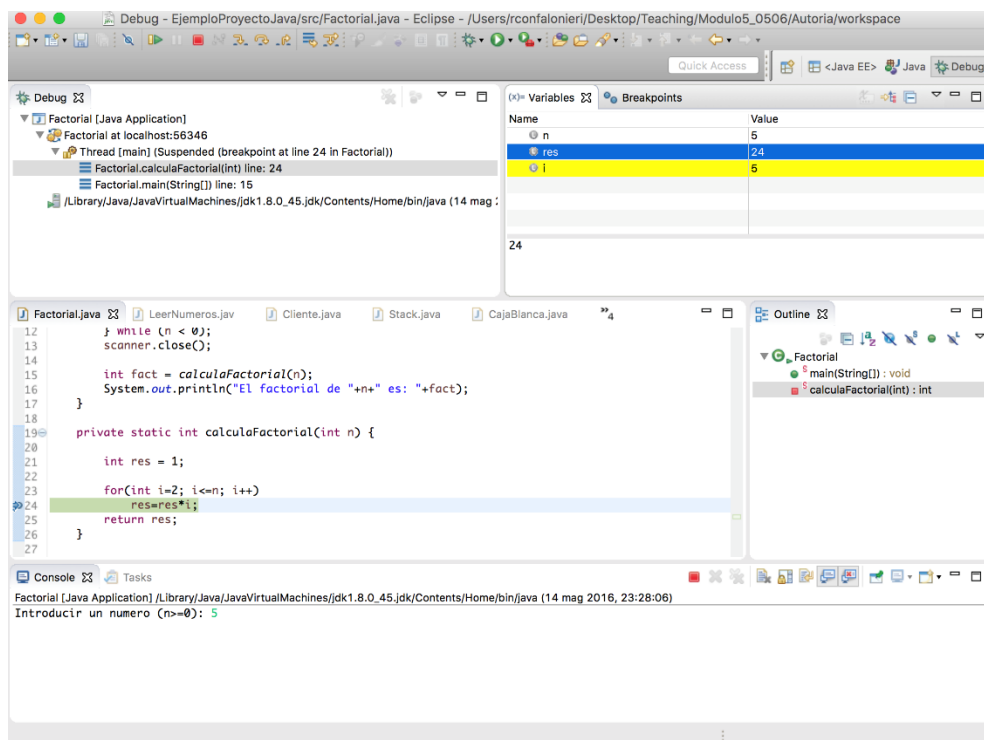 Debug - EjemploProyectoJava/src/Factorial.java - Eclipse - /Users/rconfalonieri/Desktop/Teaching/Modulo5_0506/Autoria/workspace
Quick Access
<Java EE> Java Debug
Debug
Factorial [Java Application]
Factorial at localhost:56346
Thread [main] (Suspended (breakpoint at line 24 in Factorial))
Factorial.calculaFactorial(int) line: 24
Factorial.main(String[]) line: 15
/Library/Java/JavaVirtualMachines/jdk1.8.0_45.jdk/Contents/Home/bin/java (14 mag :
(x)= Variables Breakpoints
Name Value
n 5
res 24
i 5
24
Factorial.java LeerNumeros.jav Cliente.java Stack.java CajaBlanca.java »4
12 } while (n < 0);
13 scanner.close();
14
15 int fact = calculaFactorial(n);
16 System.out.println("El factorial de "+n+" es: "+fact);
17 }
18
19 private static int calculaFactorial(int n) {
20
21 int res = 1;
22
23 for(int i=2; i<=n; i++)
24 res=res*i;
25 return res;
26 }
27
Outline
Factorial
main(String[]) : void
calculaFactorial(int) : int
Console Tasks
Factorial [Java Application] /Library/Java/JavaVirtualMachines/jdk1.8.0_45.jdk/Contents/Home/bin/java (14 mag 2016, 23:28:06)
Introducir un numero (n>=0): 5